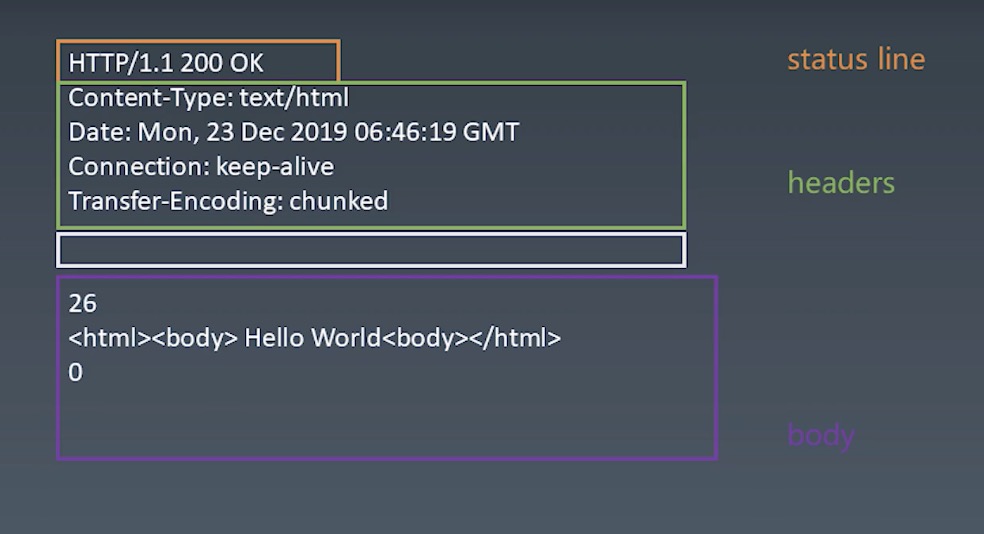 HTTP/1.1 200 OK
status line
Content-Type: text/html
Date: Mon, 23 Dec 2019 06:46:19 GMT
Connection: keep-alive
Transfer-Encoding: chunked
headers
26
<html><body> Hello World<body></html>
0
body